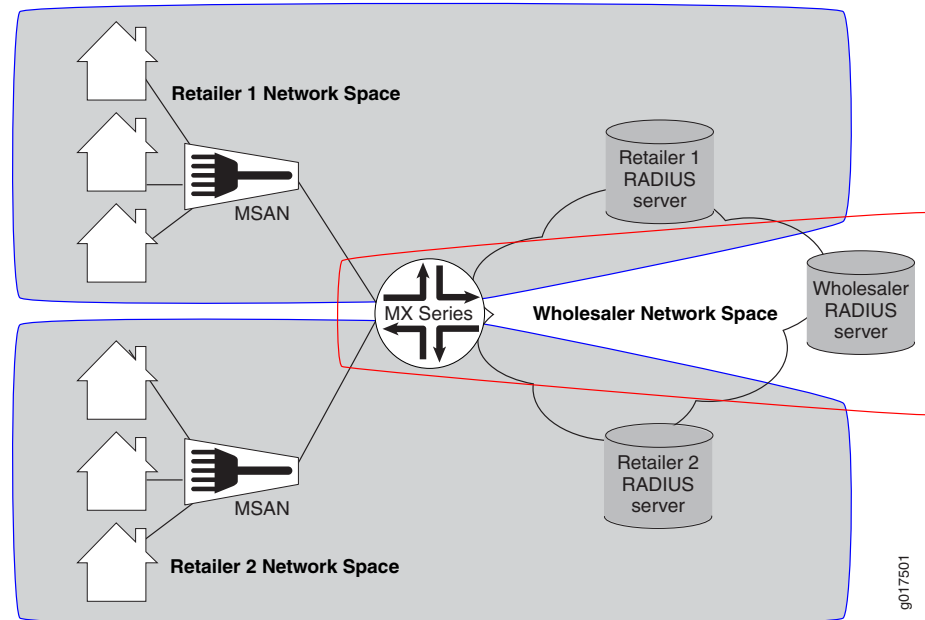 Retailer 1 Network Space
MSAN
Retailer 1
RADIUS
server
MX Series
Wholesaler Network Space
Wholesaler
RADIUS
server
MSAN
Retailer 2
RADIUS
server
Retailer 2 Network Space
g017501